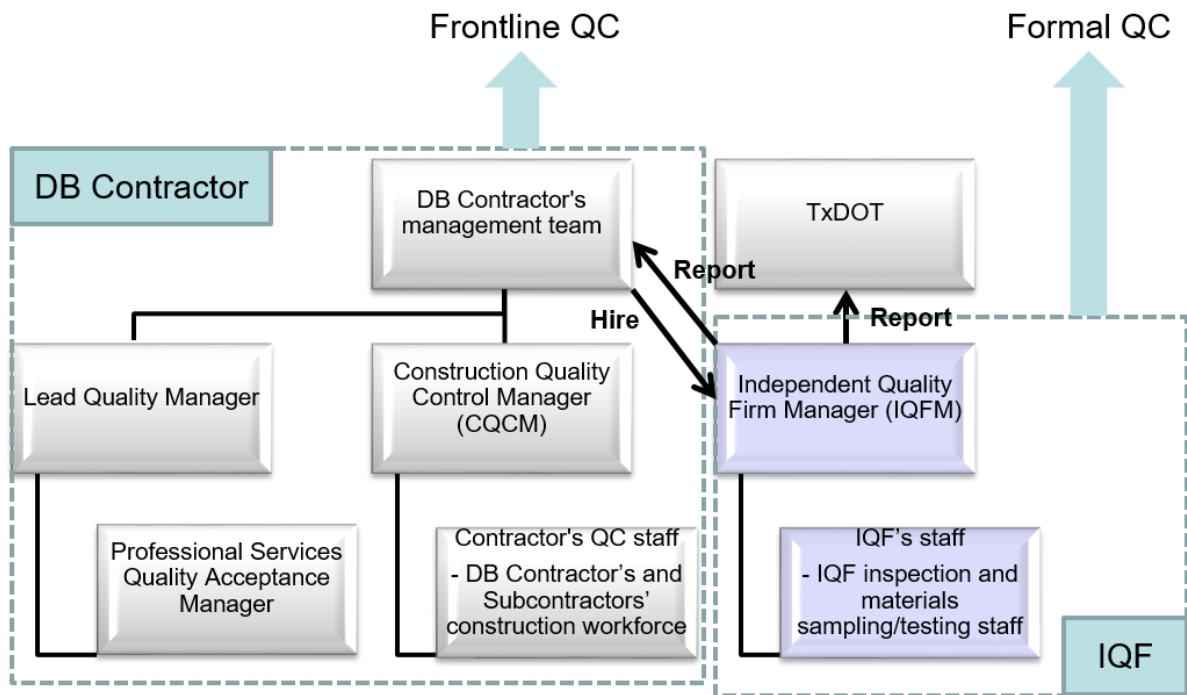 Frontline QC
Formal QC
DB Contractor
DB Contractor's
management team
TxDOT
Report
Hire
Report
Lead Quality Manager
Construction Quality
Control Manager
(CQCM)
Independent Quality
Firm Manager (IQFM)
Professional Services
Quality Acceptance
Manager
Contractor's QC staff
- DB Contractor’s and
Subcontractors’
construction workforce
IQF’s staff
- IQF inspection and
materials
sampling/testing staff
IQF